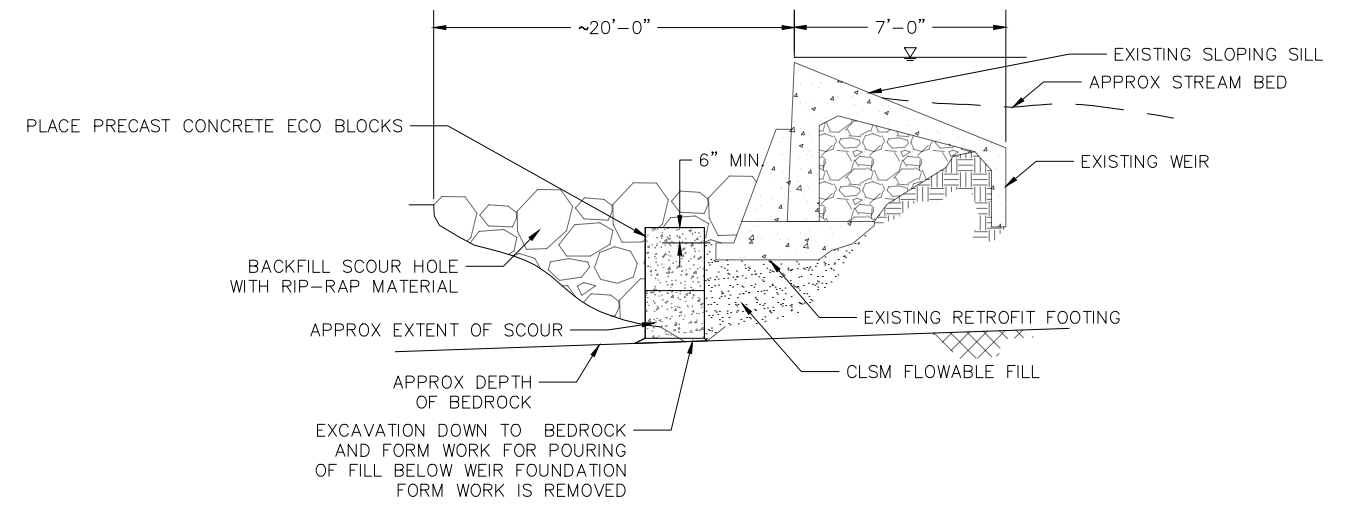 ~20'-0"
7'-0"
EXISTING SLOPING SILL
APPROX STREAM BED
PLACE PRECAST CONCRETE ECO BLOCKS
6" MIN.
EXISTING WEIR
BACKFILL SCOUR HOLE
WITH RIP-RAP MATERIAL
APPROX EXTENT OF SCOUR
EXISTING RETROFIT FOOTING
CLSM FLOWABLE FILL
APPROX DEPTH
OF BEDROCK
EXCAVATION DOWN TO BEDROCK
AND FORM WORK FOR POURING
OF FILL BELOW WEIR FOUNDATION
FORM WORK IS REMOVED